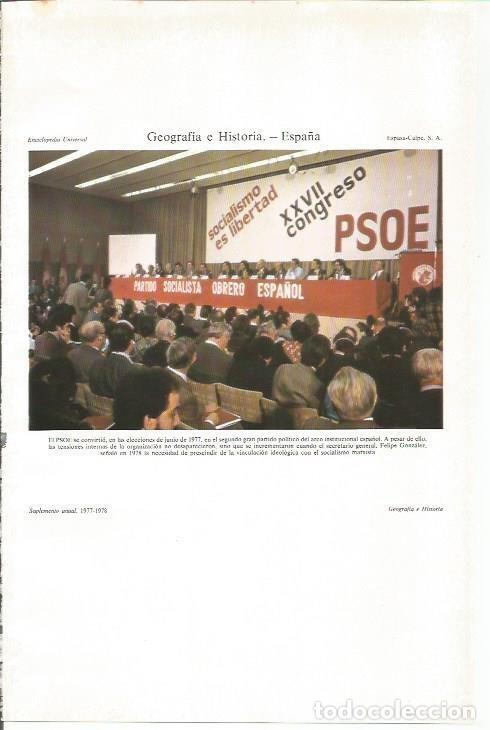 Enciclopedia Universal
Geografía e Historia. – España
Espasa-Calpe, S. A.
socialismo
es libertad
XXVII
congreso
PSOE
PARTIDO SOCIALISTA OBRERO ESPAÑOL
El PSOE se convirtió, en las elecciones de junio de 1977, en el segundo gran partido político del arco institucional español. A pesar de ello,
las tensiones internas de la organización no desaparecieron, sino que se incrementaron cuando el secretario general, Felipe González,
señaló en 1978 la necesidad de prescindir de la vinculación ideológica con el socialismo marxista
Suplemento anual, 1977-1978
Geografía e Historia
todocoleccion